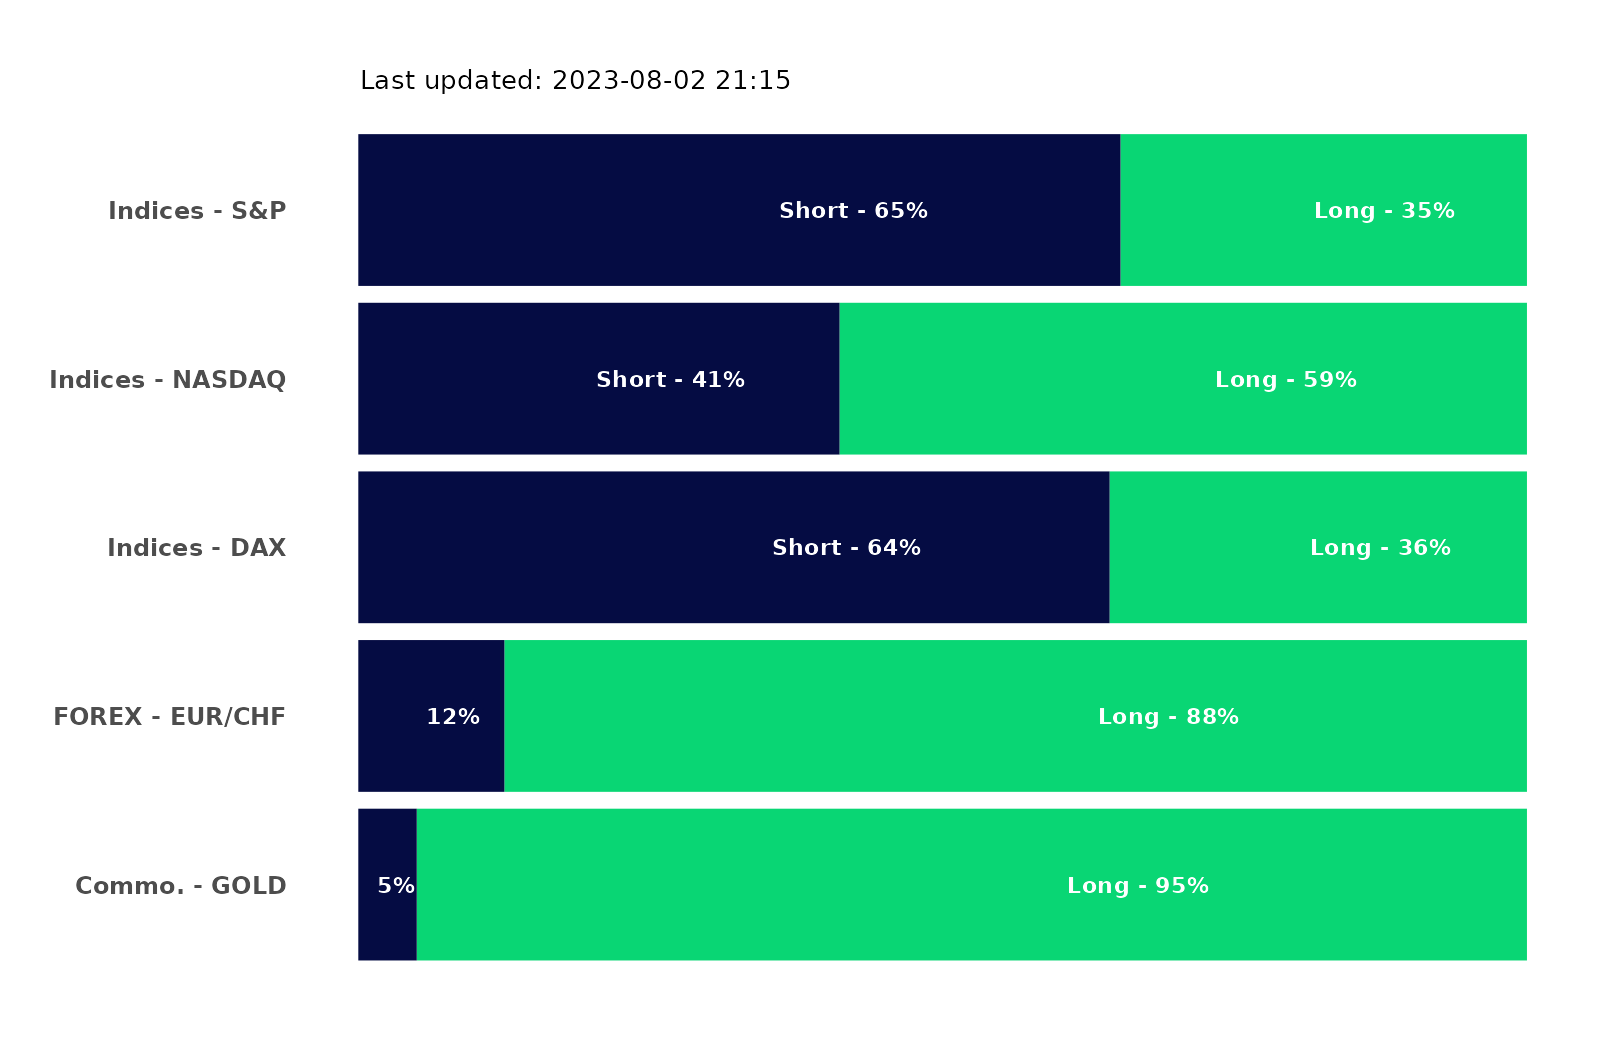 Last updated: 2023-08-02 21:15
Indices - S&P Short - 65% Long - 35%
Indices - NASDAQ Short - 41% Long - 59%
Indices - DAX Short - 64% Long - 36%
FOREX - EUR/CHF 12% Long - 88%
Commo. - GOLD 5% Long - 95%